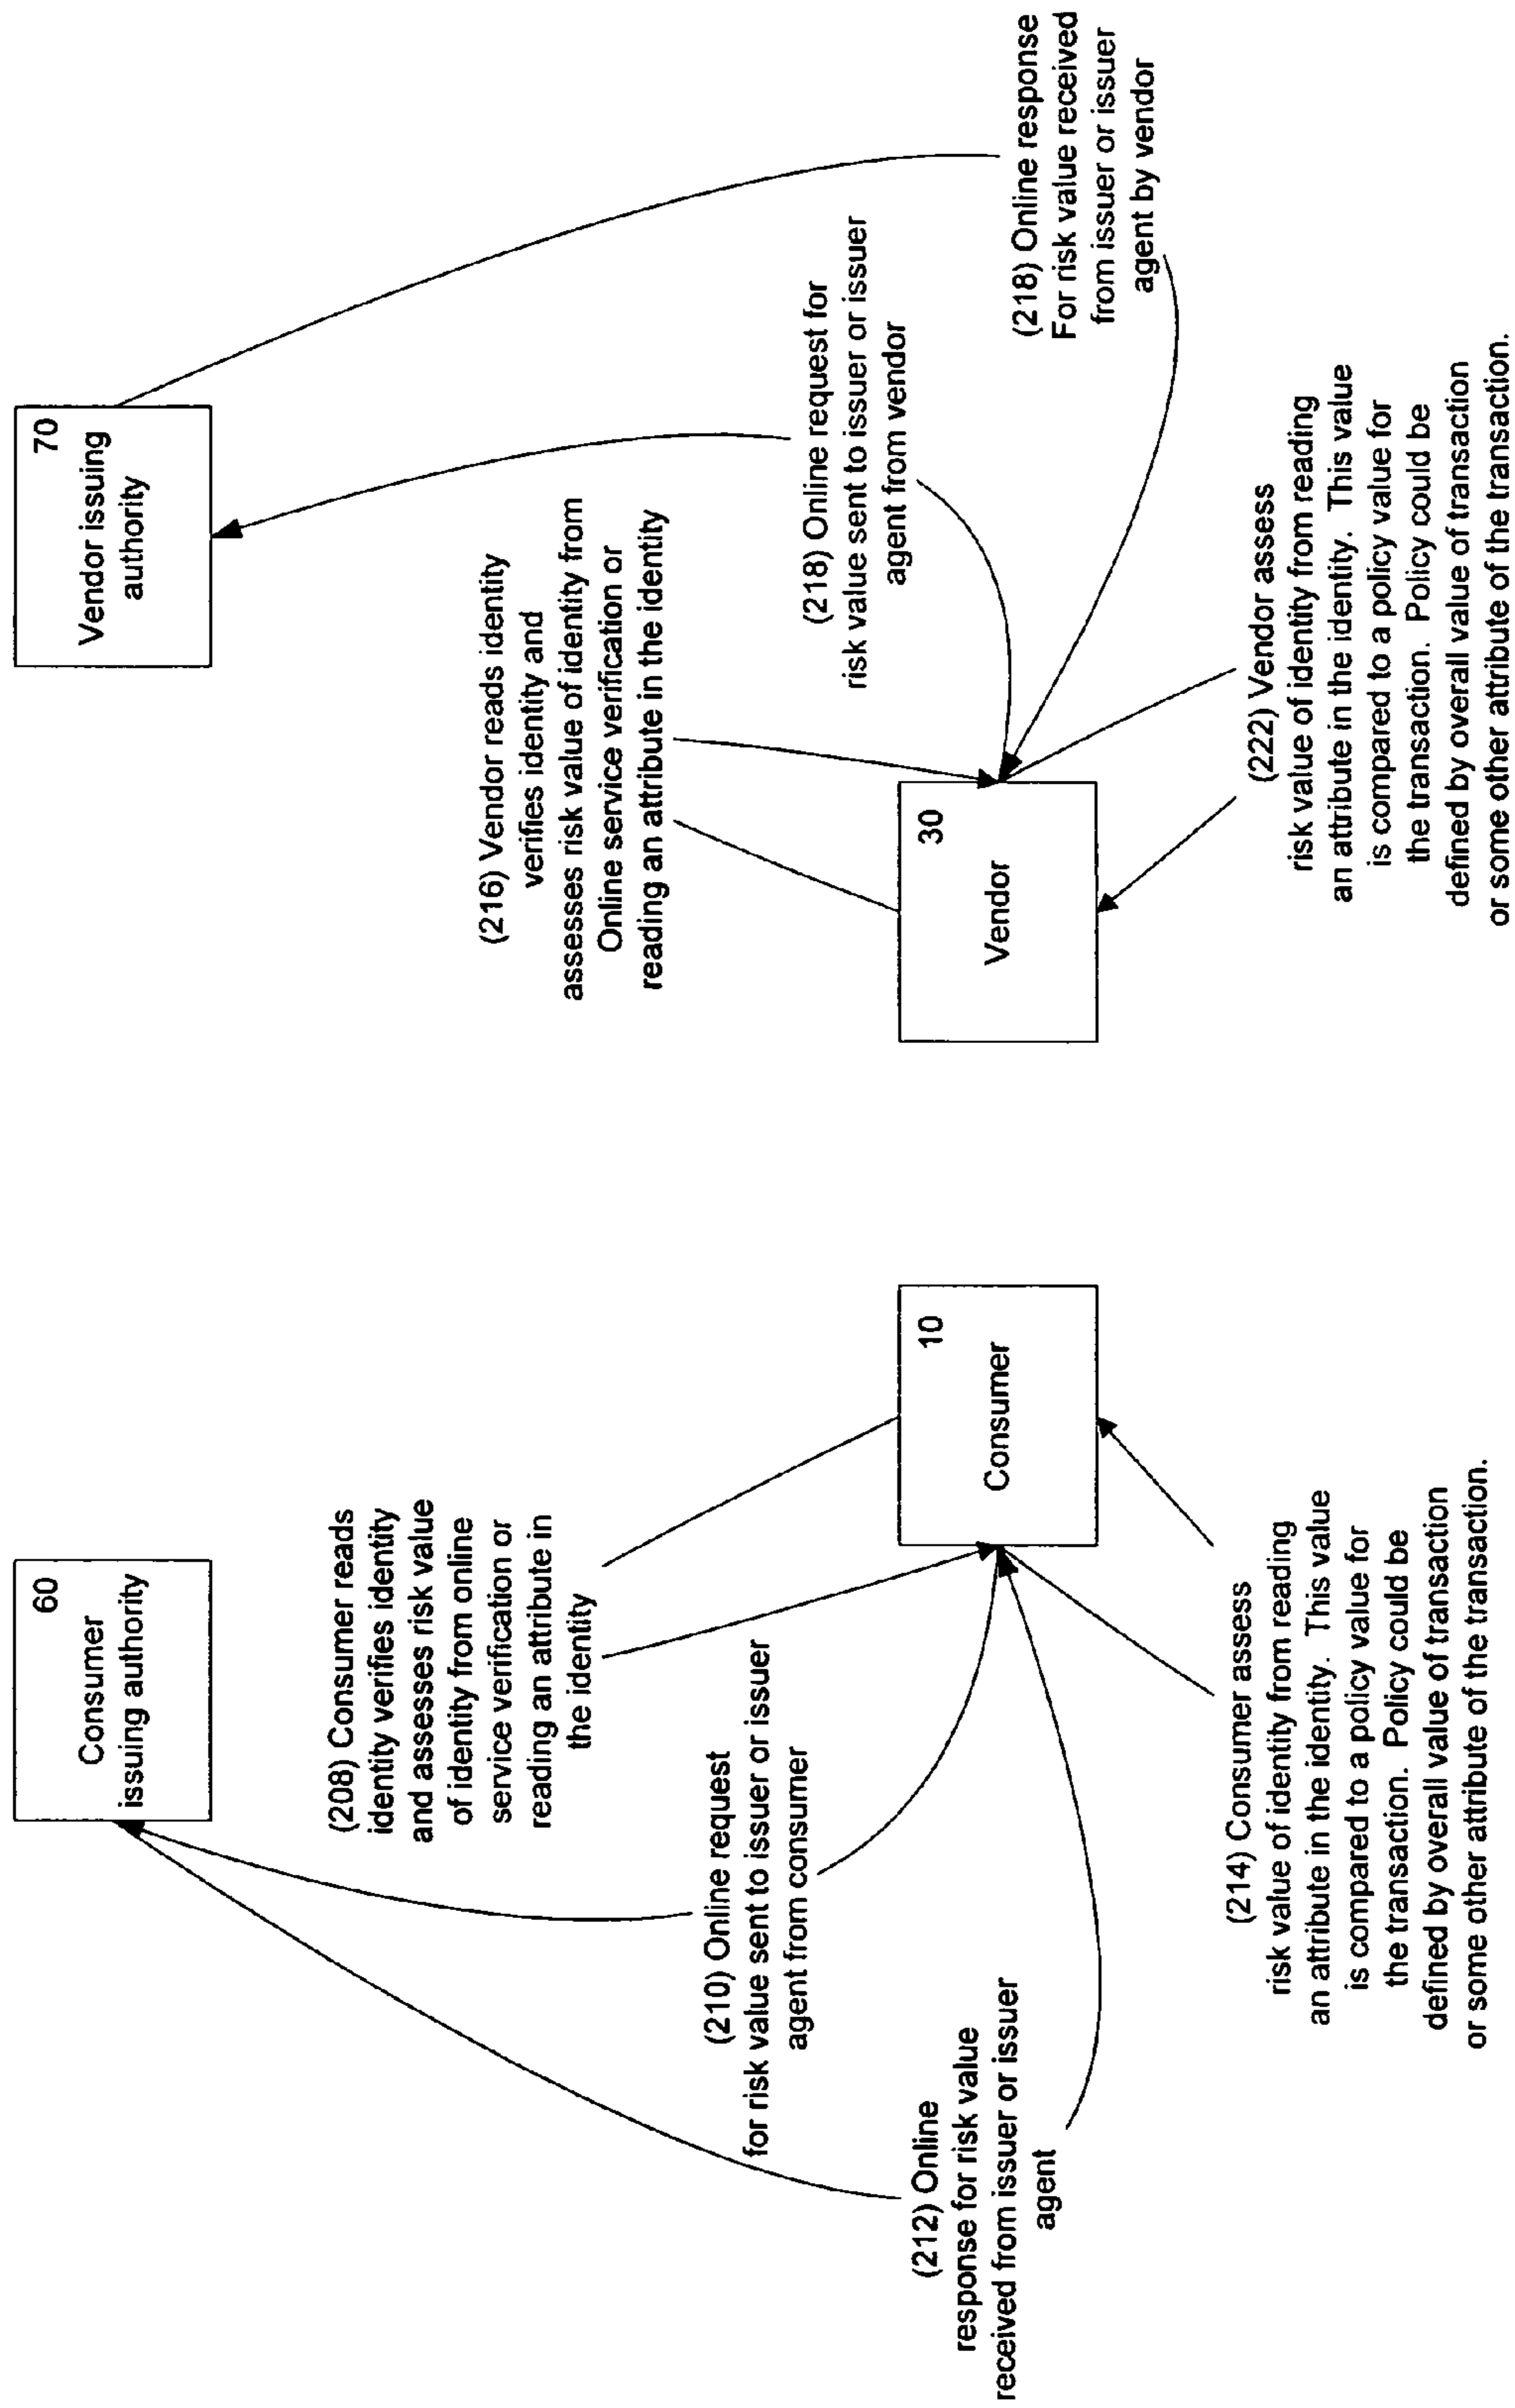 60
Consumer
issuing authority
(208) Consumer reads
identity verifies identity
and assesses risk value
of identity from online
service verification or
reading an attribute in
the identity
(210) Online request
for risk value sent to issuer or issuer
agent from consumer
(212) Online
response for risk value
received from issuer or issuer
agent
10
Consumer
(214) Consumer assess
risk value of identity from reading
an attribute in the identity. This value
is compared to a policy value for
the transaction. Policy could be
defined by overall value of transaction
or some other attribute of the transaction.
70
Vendor issuing
authority
(216) Vendor reads identity
verifies identity and
assesses risk value of identity from
Online service verification or
reading an attribute in the identity
(218) Online request for
risk value sent to issuer or issuer
agent from vendor
(218) Online response
For risk value received
from issuer or issuer
agent by vendor
30
Vendor
(222) Vendor assess
risk value of identity from reading
an attribute in the identity. This value
is compared to a policy value for
the transaction. Policy could be
defined by overall value of transaction
or some other attribute of the transaction.